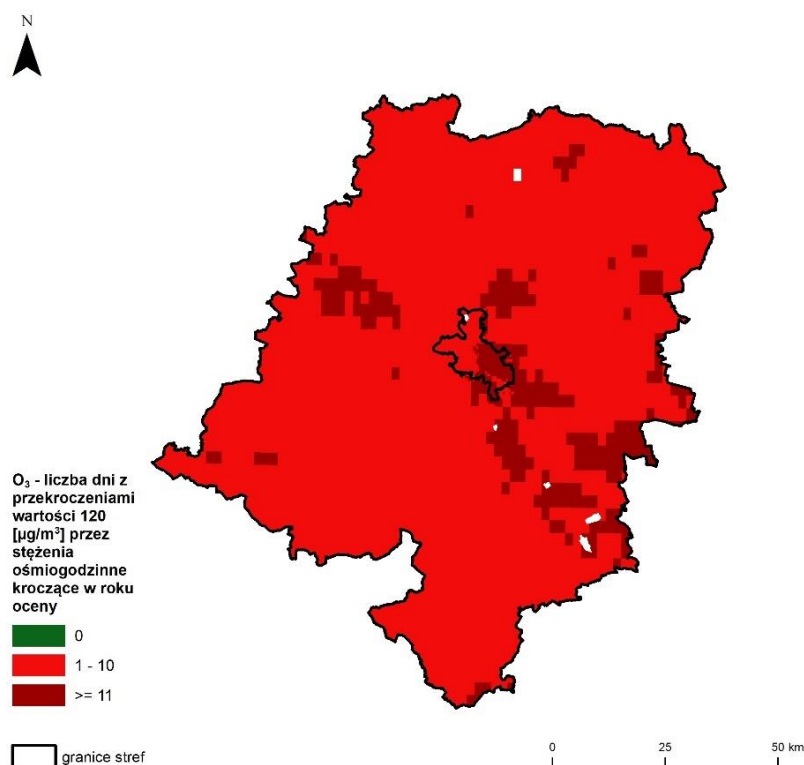 N
O₃ - liczba dni z
przekroczeniami
wartości 120
[µg/m³] przez
stężenia
ośmiogodzinne
kroczące w roku
oceny
0
1 - 10
>= 11
granice stref
0 25 50 km